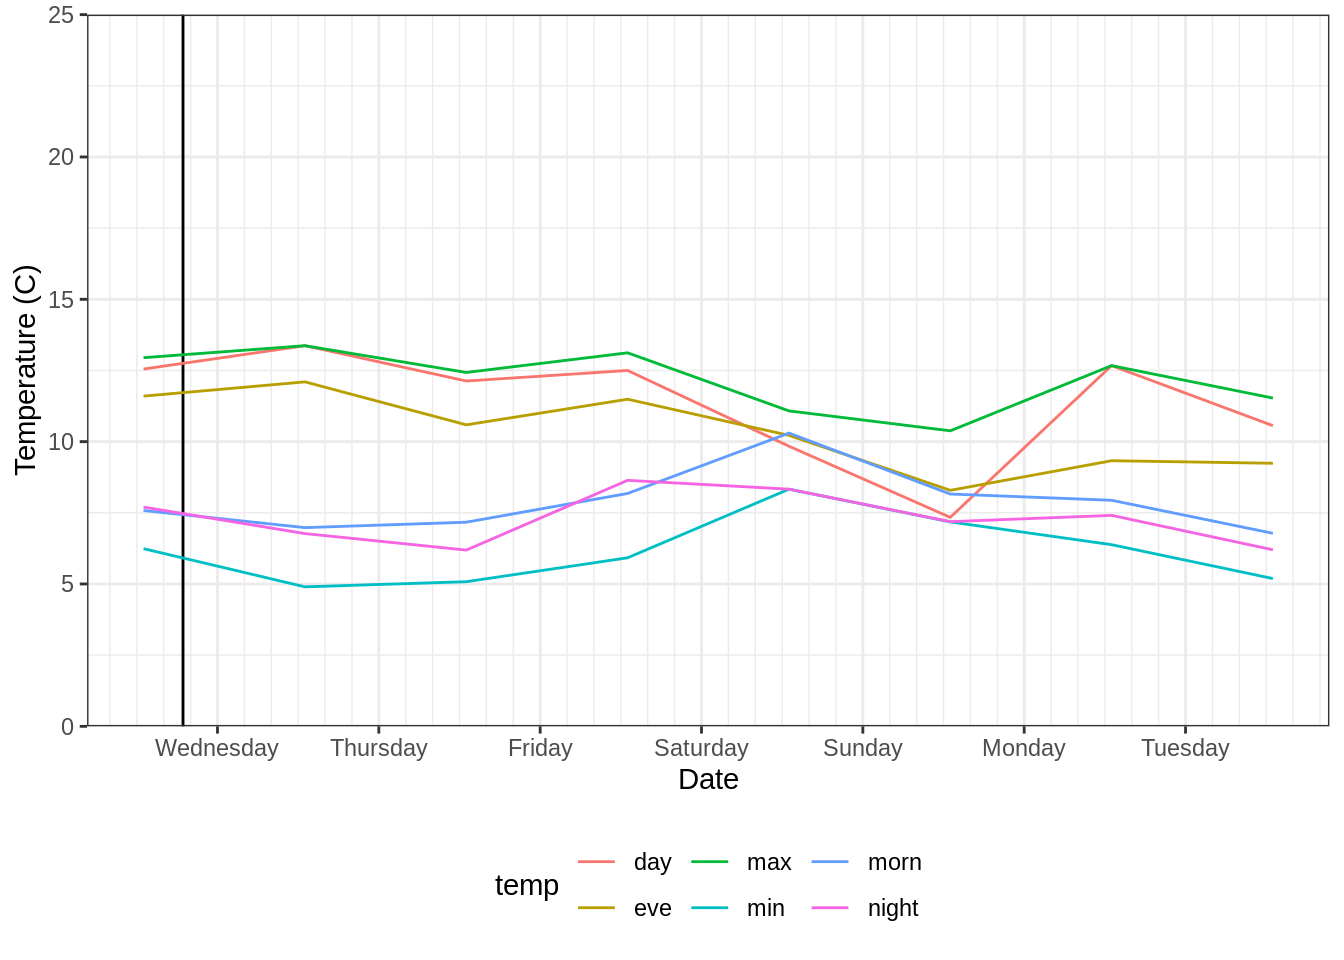 25
20
15
10
5
0
Temperature (C)
Wednesday Thursday Friday Saturday Sunday Monday Tuesday
Date
temp
day max morn
eve min night